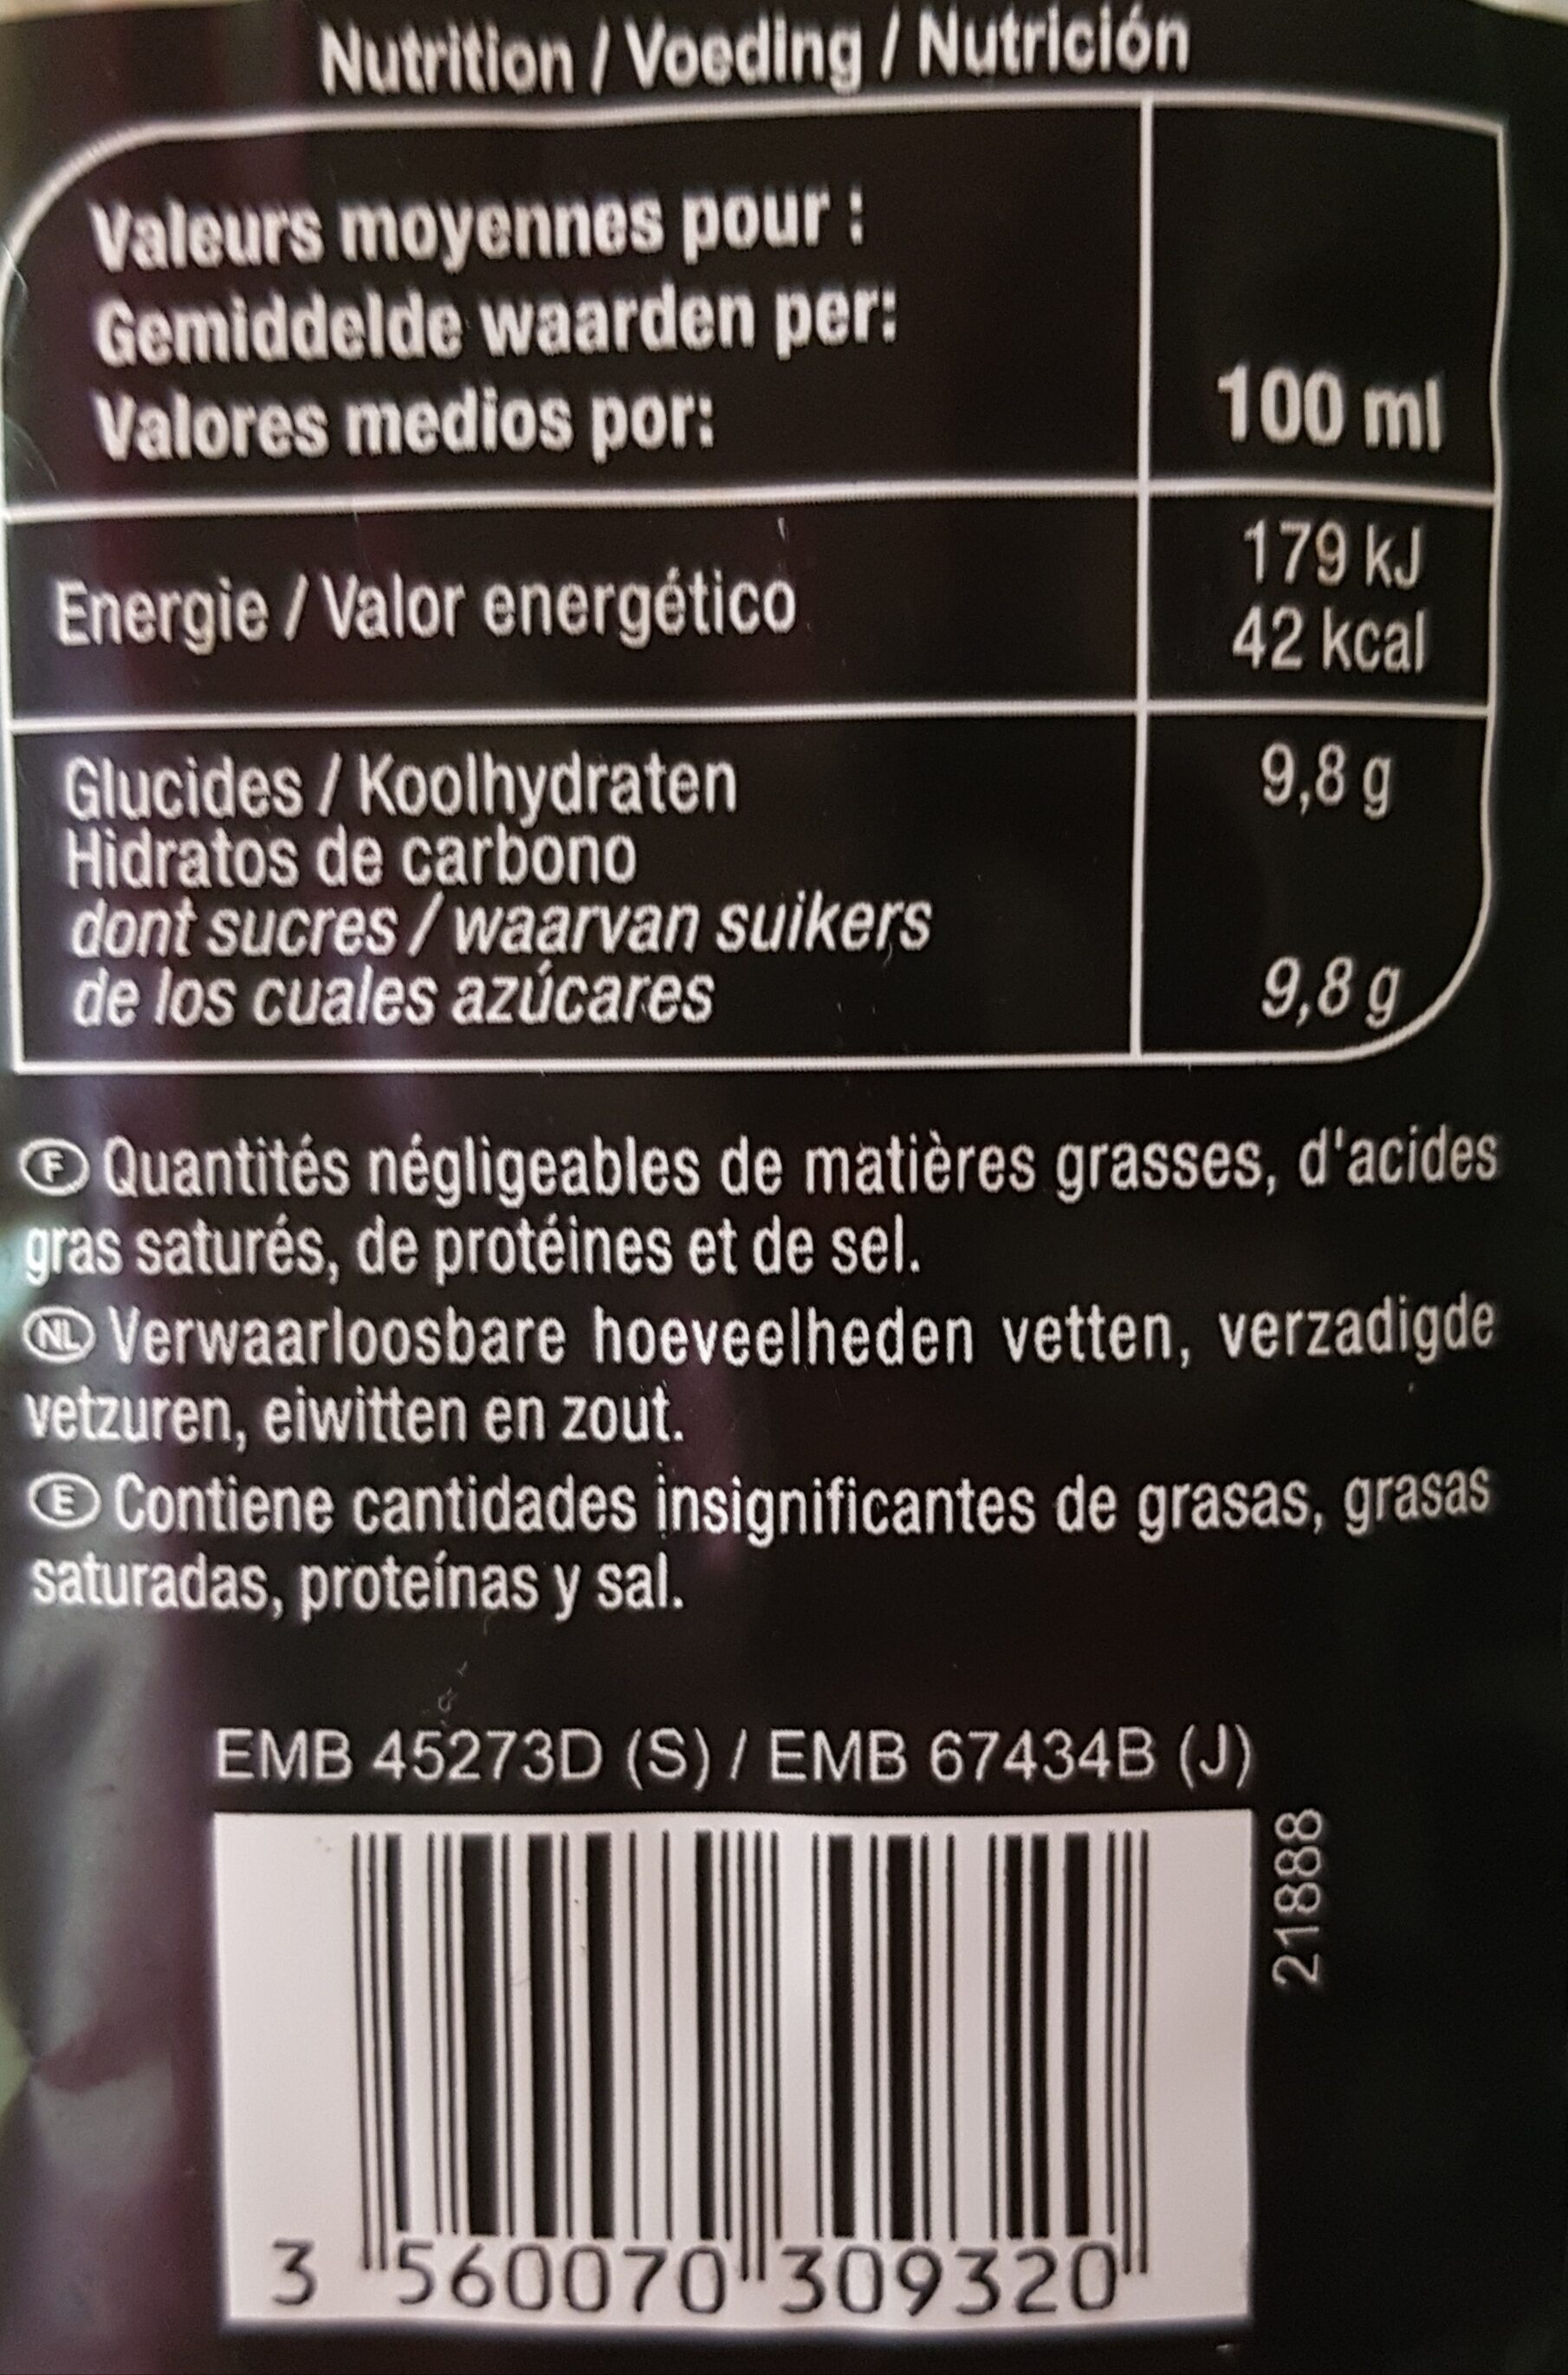 Nutrition / Voeding / Nutrición
Valeurs moyennes pour :
Gemiddelde waarden per:
Valores medios por:
100 ml
Energie / Valor energético
179 kJ
42 kcal
Glucides / Koolhydraten
9,8 g
Hidratos de carbono
dont sucres / waarvan suikers
de los cuales azúcares
9,8 g
F Quantités négligeables de matières grasses, d'acides
gras saturés, de protéines et de sel.
NL Verwaarloosbare hoeveelheden vetten, verzadigde
vetzuren, eiwitten en zout.
E Contiene cantidades insignificantes de grasas, grasas
saturadas, proteínas y sal.
EMB 45273D (S) / EMB 67434B (J)
21888
3 560070 309320